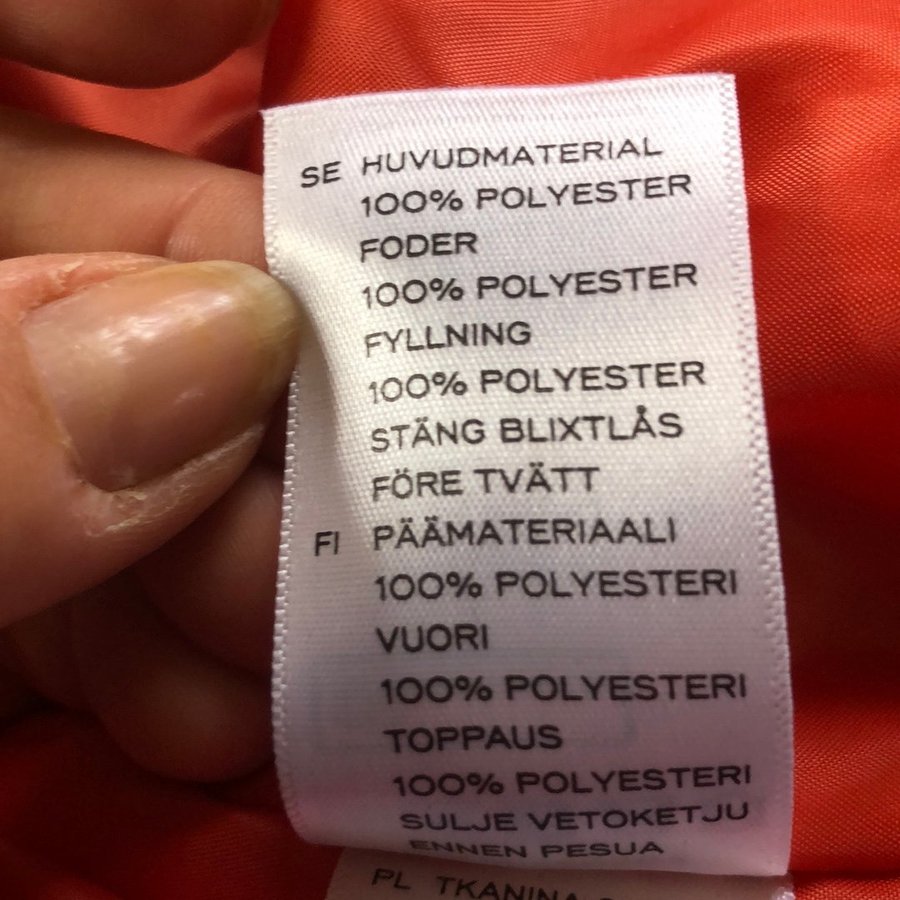 SE HUVUDMATERIAL
100% POLYESTER
FODER
100% POLYESTER
FYLLNING
100% POLYESTER
STÄNG BLIXTLÅS
FÖRE TVÄTT
FI PÄÄMATERIAALI
100% POLYESTERI
VUORI
100% POLYESTERI
TOPPAUS
100% POLYESTERI
SULJE VETOKETJU
ENNEN PESUA
PL TKANINA